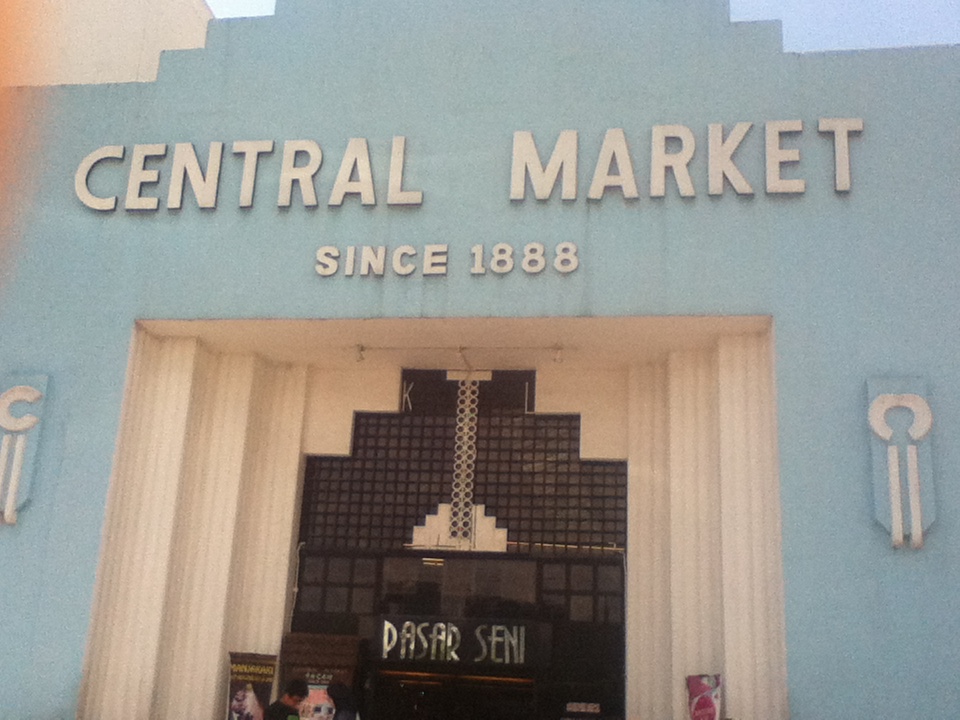 CENTRAL MARKET
SINCE 1888
K L
PASAR SENI